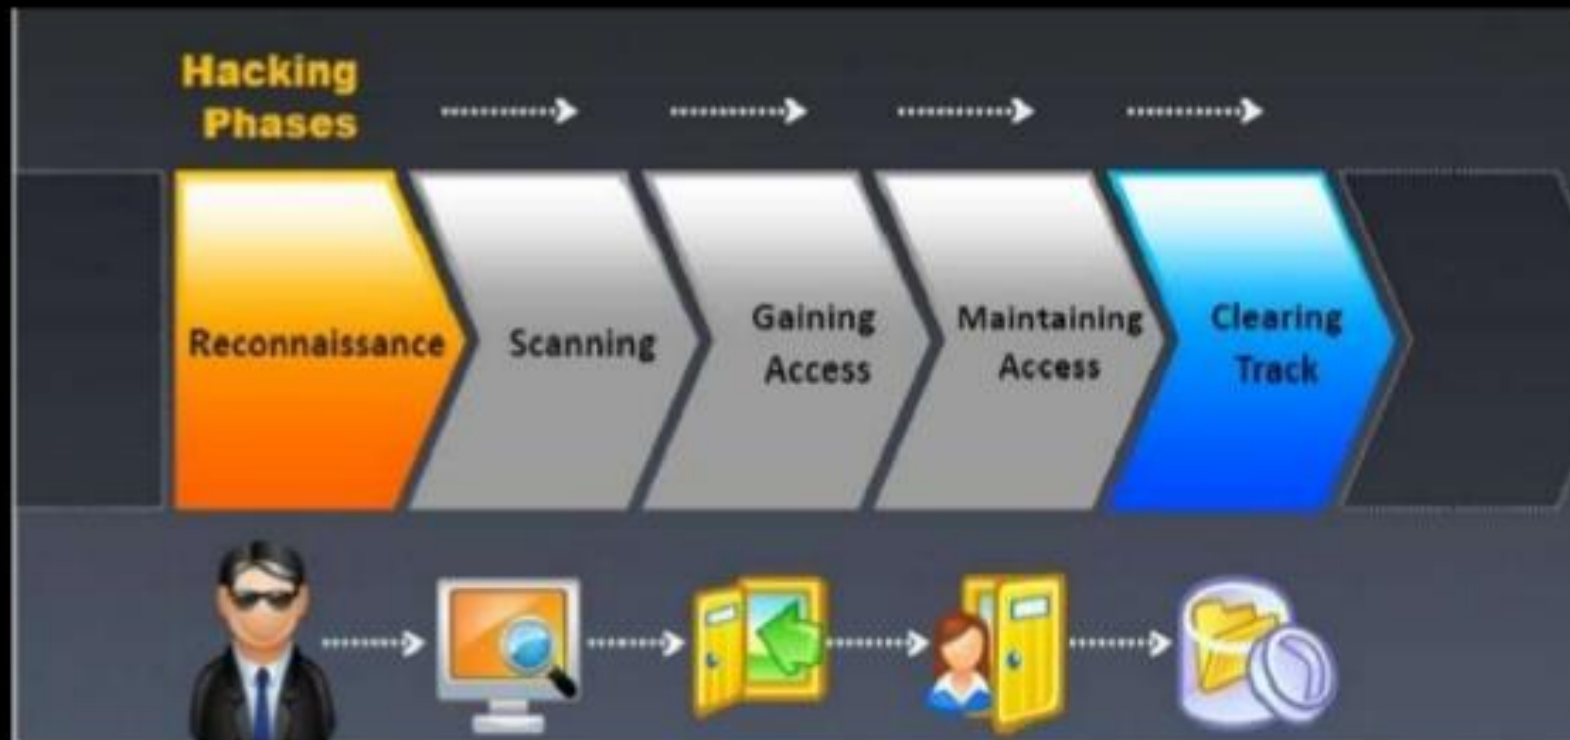 Hacking
Phases
Reconnaissance
Scanning
Gaining
Access
Maintaining
Access
Clearing
Track